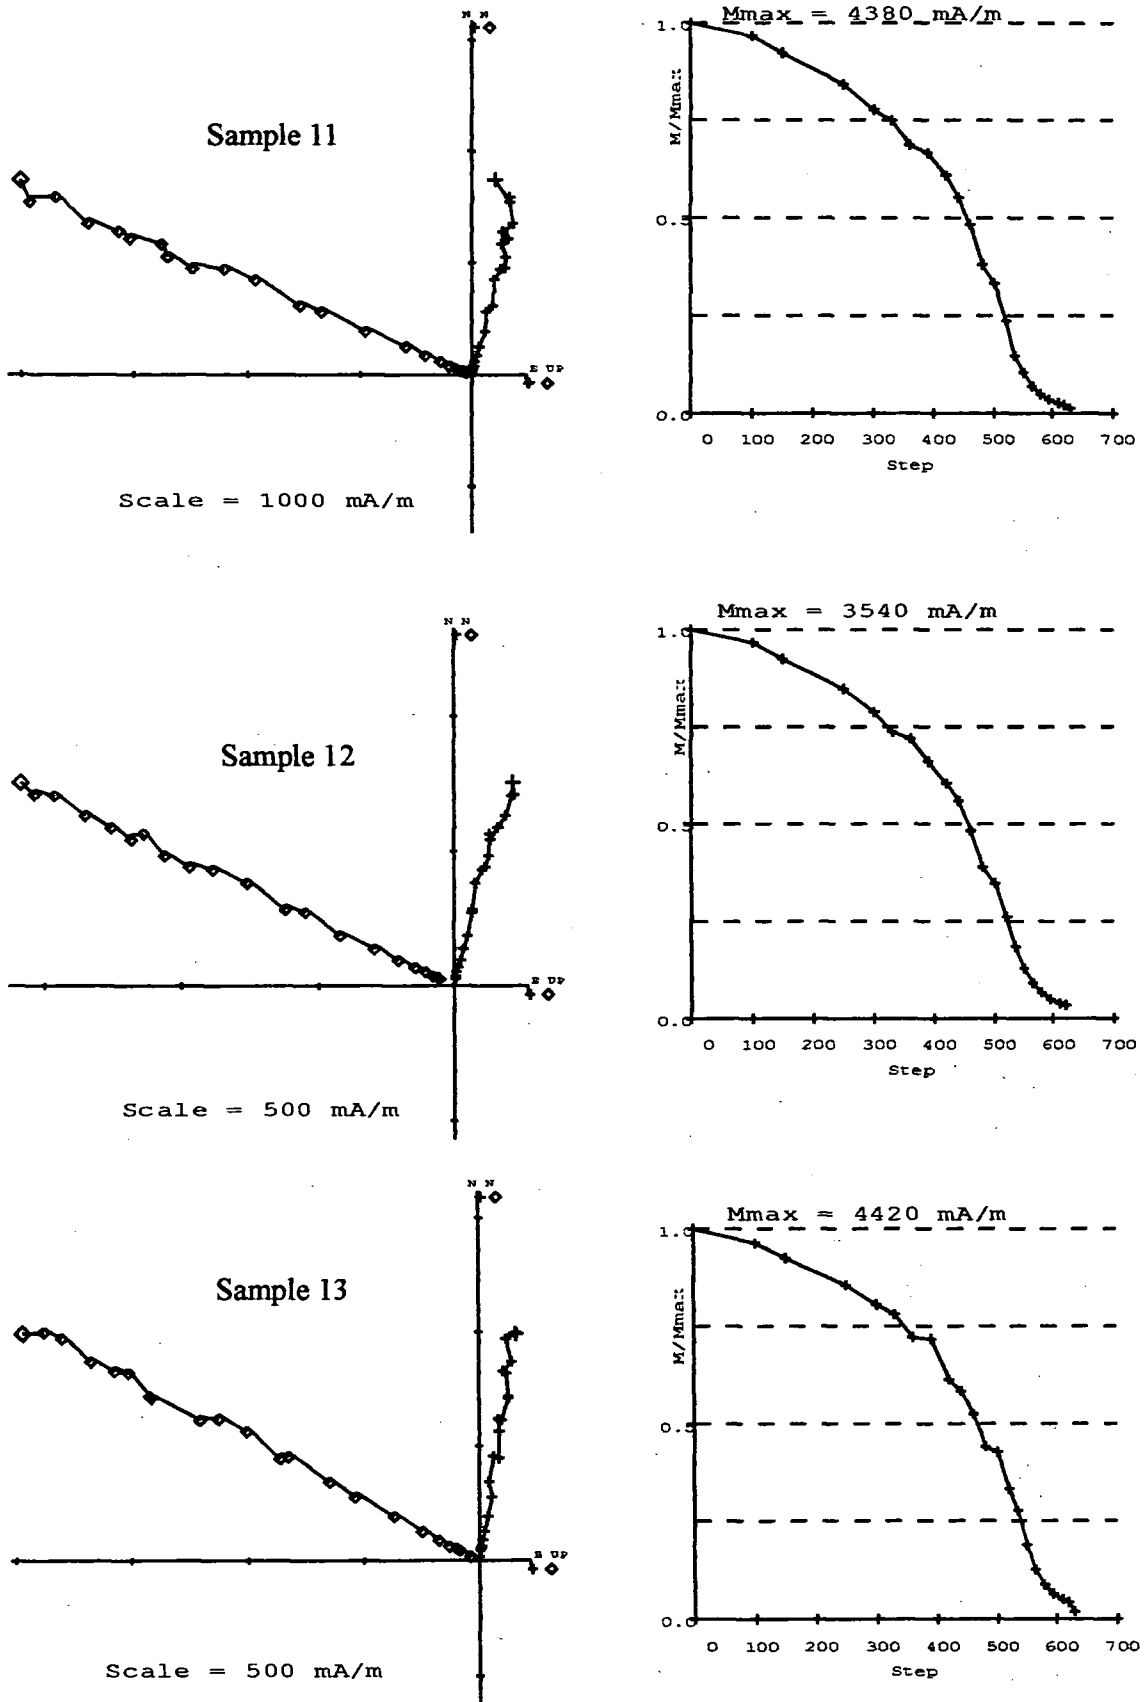 N N
Sample 11
E UP
Scale = 1000 mA/m
Mmax = 4380 mA/m
1.0
M/Mmax
0.5
0.0
0 100 200 300 400 500 600 700
Step
N N
Sample 12
E UP
Scale = 500 mA/m
Mmax = 3540 mA/m
1.0
M/Mmax
0.5
0.0
0 100 200 300 400 500 600 700
Step
N N
Sample 13
E UP
Scale = 500 mA/m
Mmax = 4420 mA/m
1.0
M/Mmax
0.5
0.0
0 100 200 300 400 500 600 700
Step